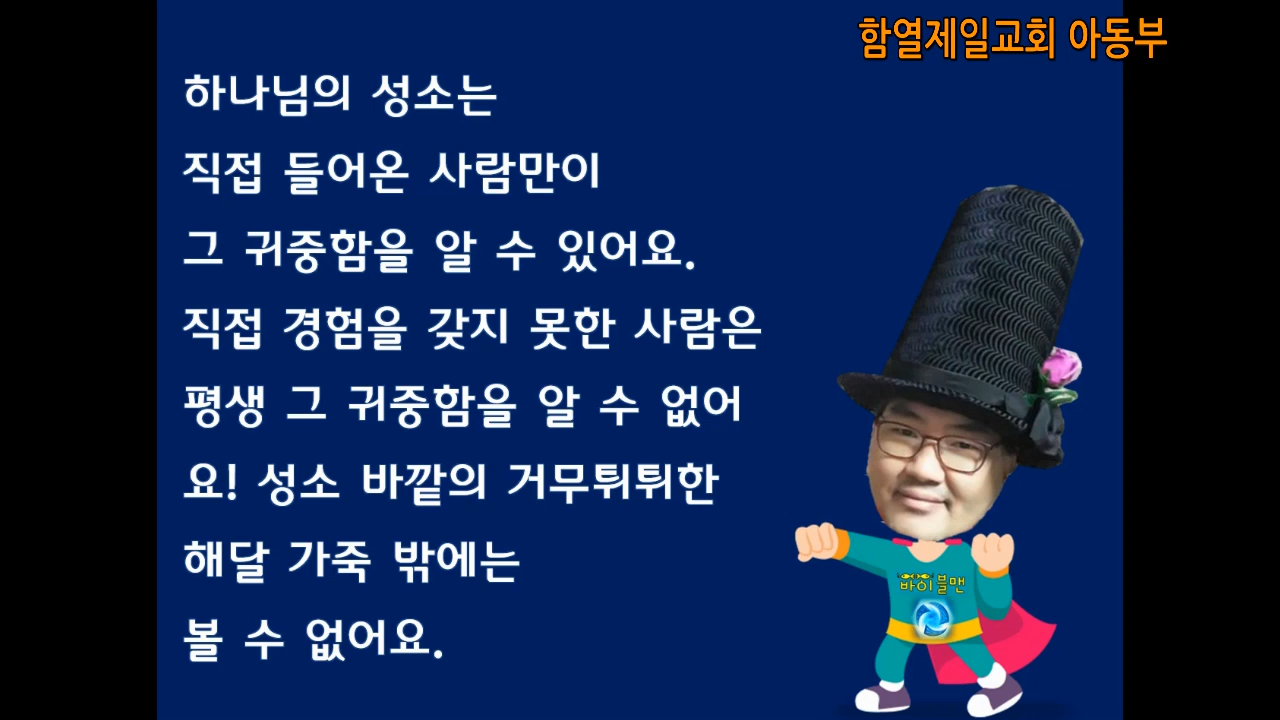 함열제일교회 아동부
하나님의 성소는
직접 들어온 사람만이
그 귀중함을 알 수 있어요.
직접 경험을 갖지 못한 사람은
평생 그 귀중함을 알 수 없어
요! 성소 바깥의 거무튀튀한
해달 가죽 밖에는
볼 수 없어요.
바이블맨